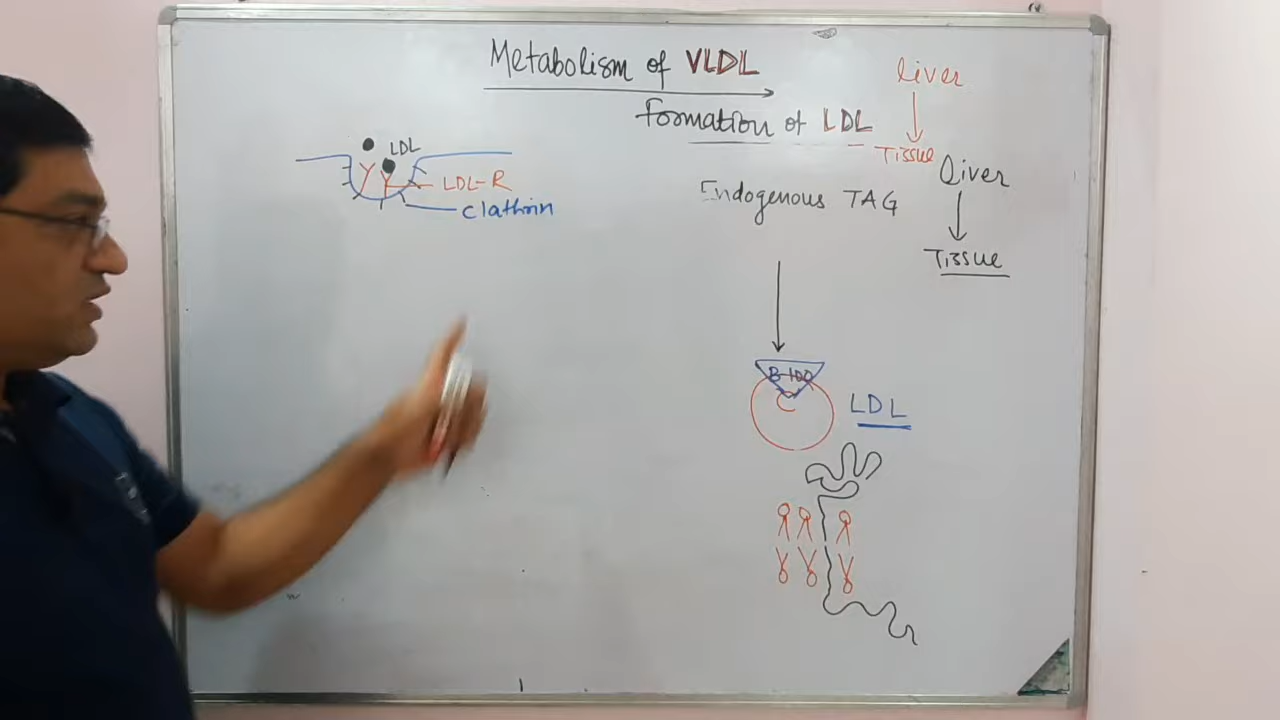 Metabolism of VLDL
Formation of LDL
liver
Tissue
liver
Tissue
Endogenous TAG
LDL
LDL-R
clathrin
B-100
C
LDL